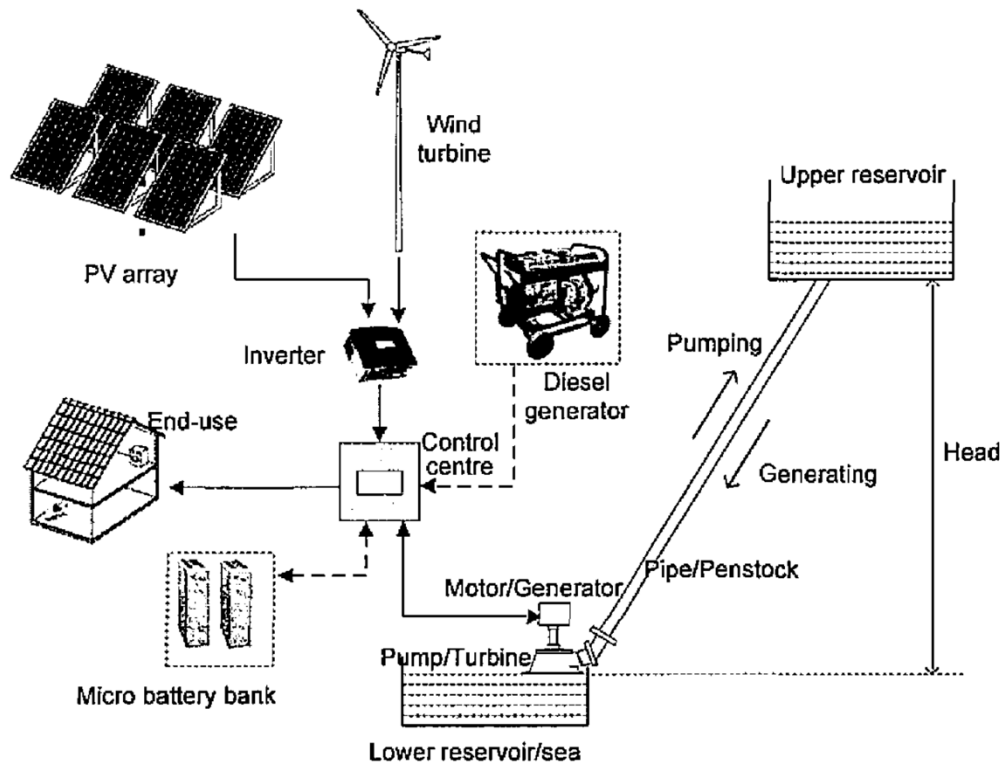 Wind
turbine
Upper reservoir
PV array
Inverter
Diesel
generator
Pumping
End-use
Control
centre
Head
Generating
Pipe/Penstock
Motor/Generator
Pump/Turbine
Micro battery bank
Lower reservoir/sea